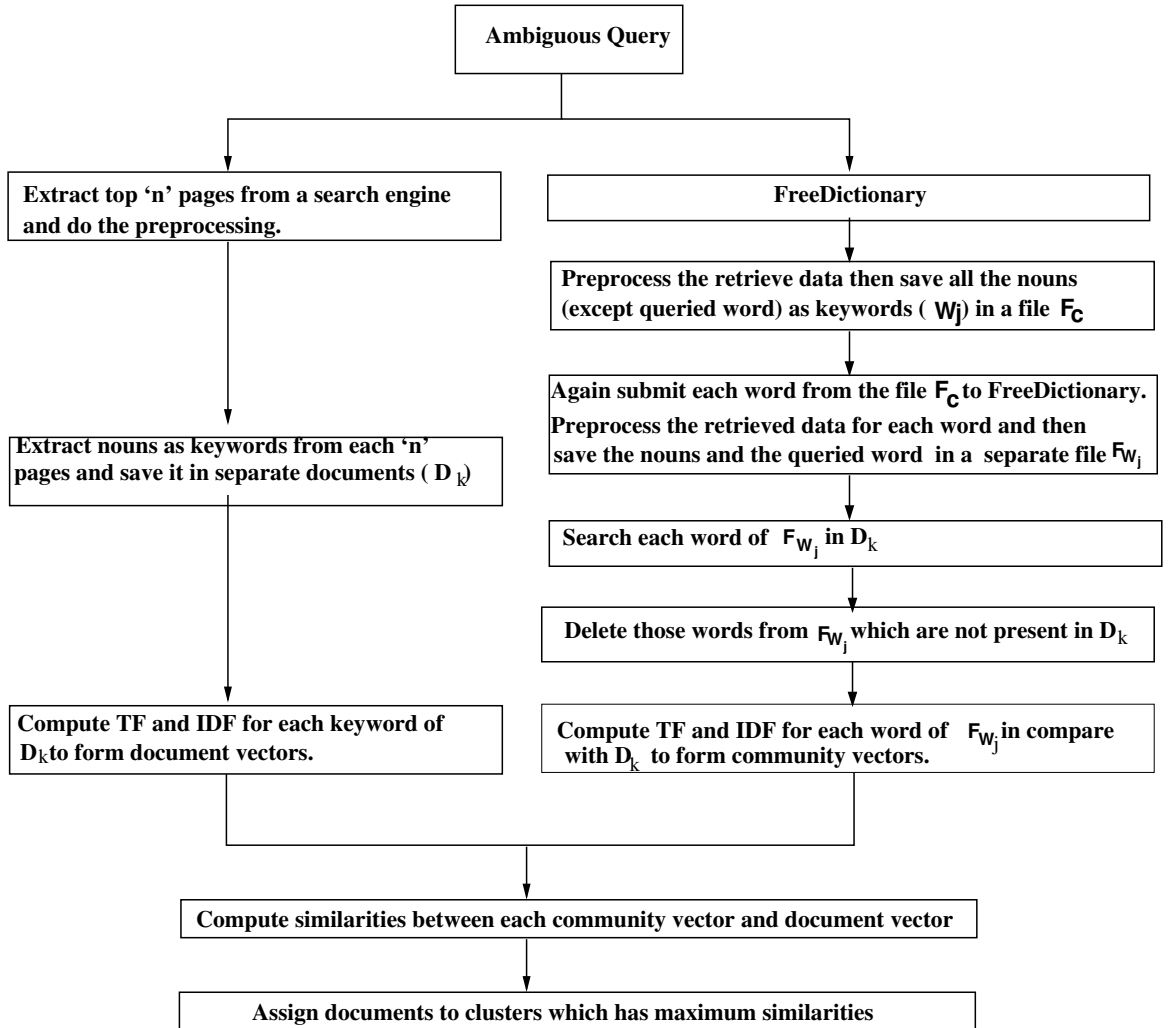 Ambiguous Query
Extract top ‘n’ pages from a search engine
and do the preprocessing.
Extract nouns as keywords from each ‘n’
pages and save it in separate documents ( D k)
Compute TF and IDF for each keyword of
Dk to form document vectors.
FreeDictionary
Preprocess the retrieve data then save all the nouns
(except queried word) as keywords ( Wj) in a file Fc
Again submit each word from the file Fc to FreeDictionary.
Preprocess the retrieved data for each word and then
save the nouns and the queried word in a separate file FWj
Search each word of FWj in Dk
Delete those words from FWj which are not present in Dk
Compute TF and IDF for each word of FWj in compare
with Dk to form community vectors.
Compute similarities between each community vector and document vector
Assign documents to clusters which has maximum similarities